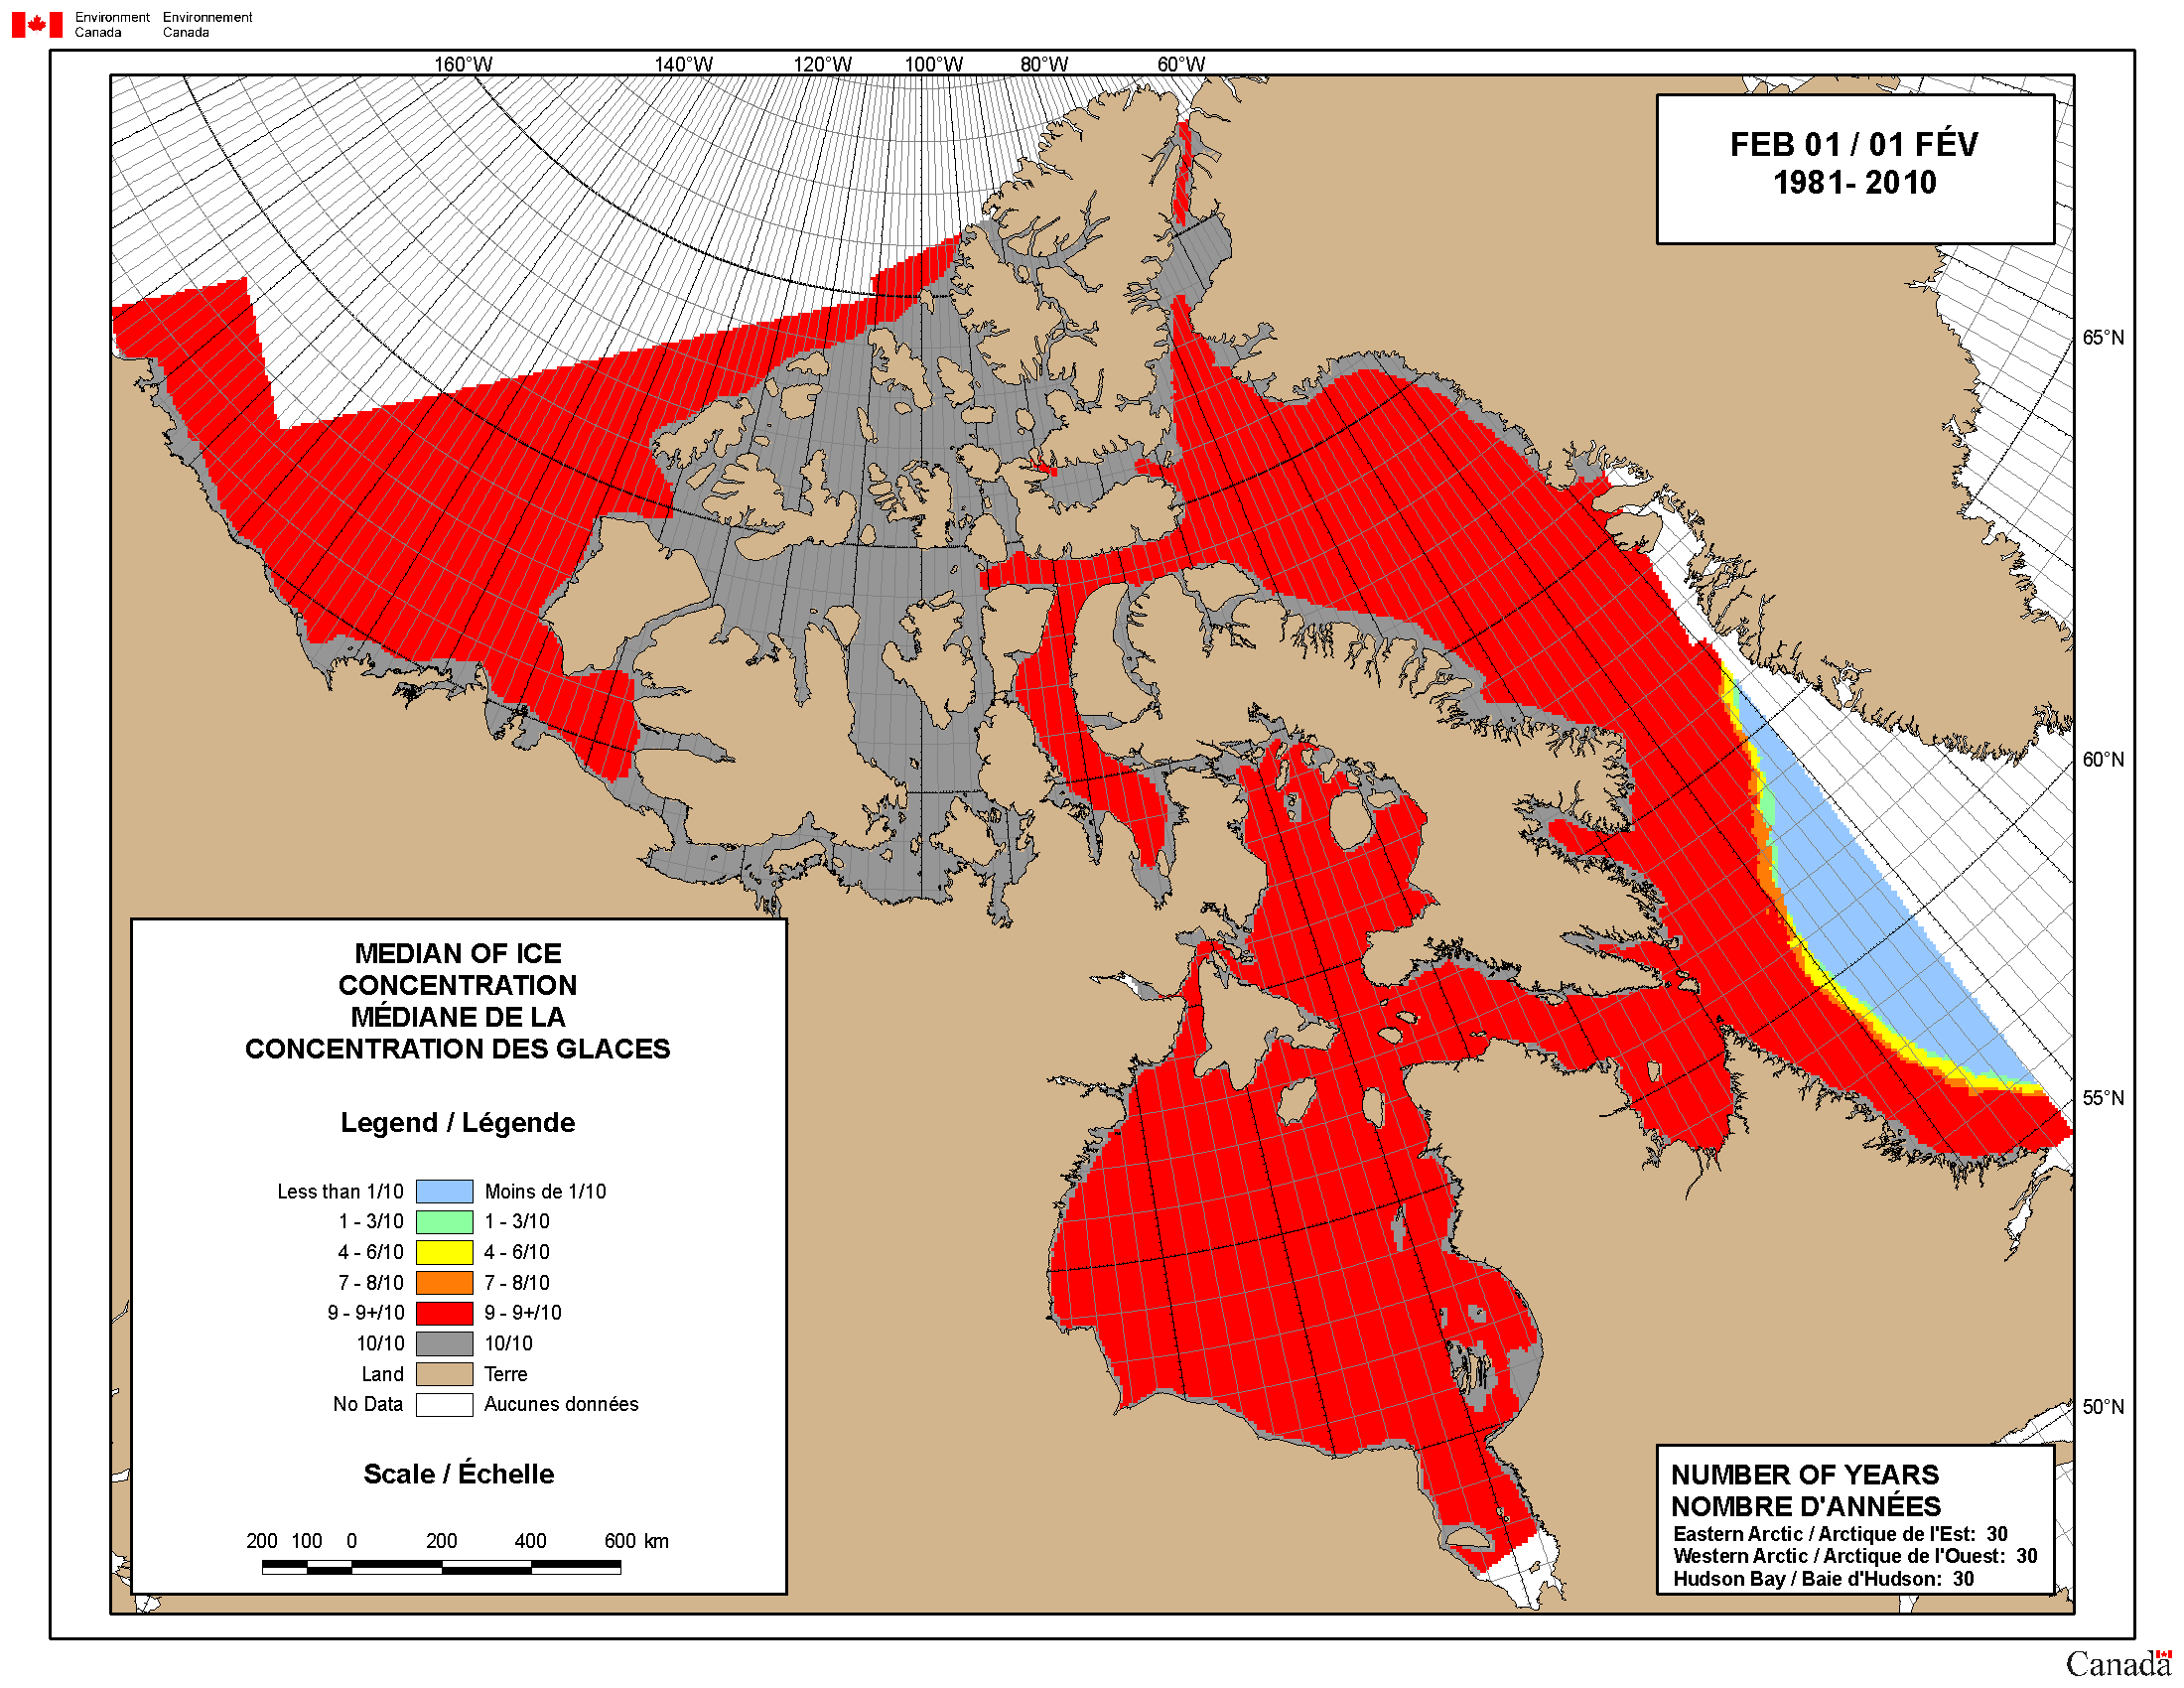 Environment Environnement
Canada Canada
160°W 140°W 120°W 100°W 80°W 60°W
FEB 01 / 01 FÉV
1981- 2010
65°N
60°N
55°N
50°N
MEDIAN OF ICE
CONCENTRATION
MÉDIANE DE LA
CONCENTRATION DES GLACES
Legend / Légende
Less than 1/10 Moins de 1/10
1 - 3/10 1 - 3/10
4 - 6/10 4 - 6/10
7 - 8/10 7 - 8/10
9 - 9+/10 9 - 9+/10
10/10 10/10
Land Terre
No Data Aucunes données
Scale / Échelle
200 100 0 200 400 600 km
NUMBER OF YEARS
NOMBRE D'ANNÉES
Eastern Arctic / Arctique de l'Est: 30
Western Arctic / Arctique de l'Ouest: 30
Hudson Bay / Baie d'Hudson: 30
Canada